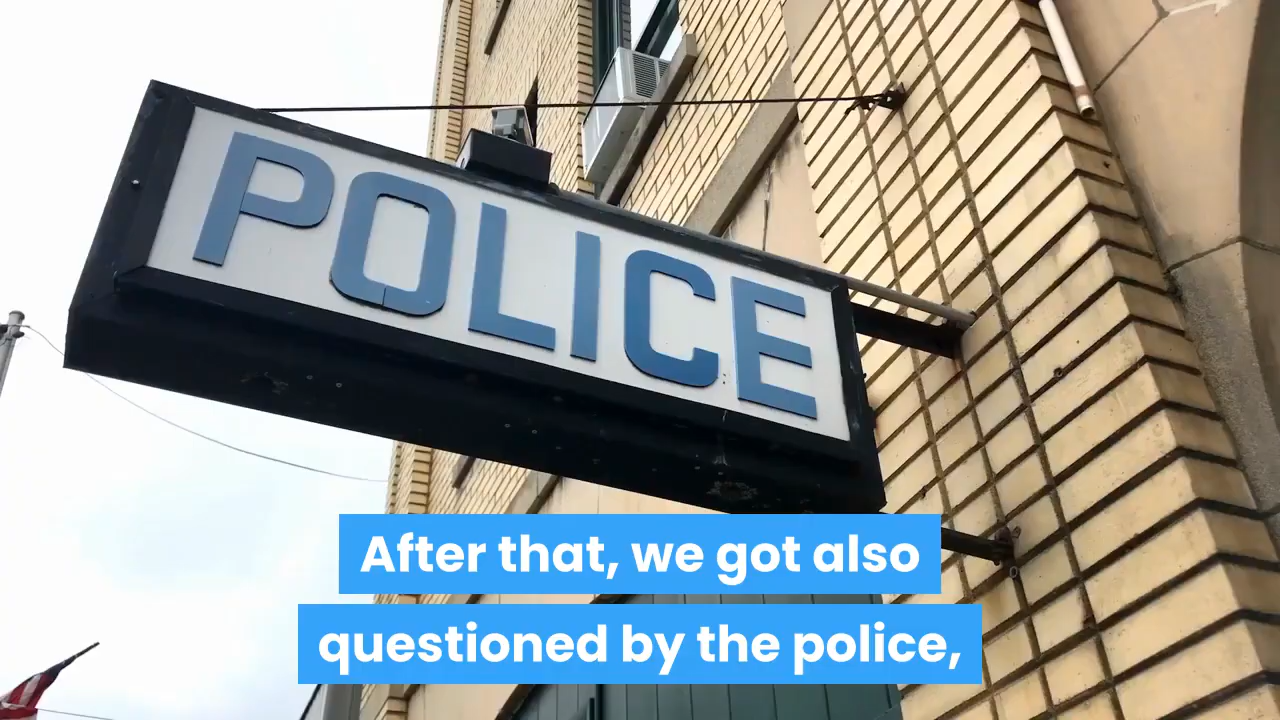 POLICE
After that, we got also
questioned by the police,